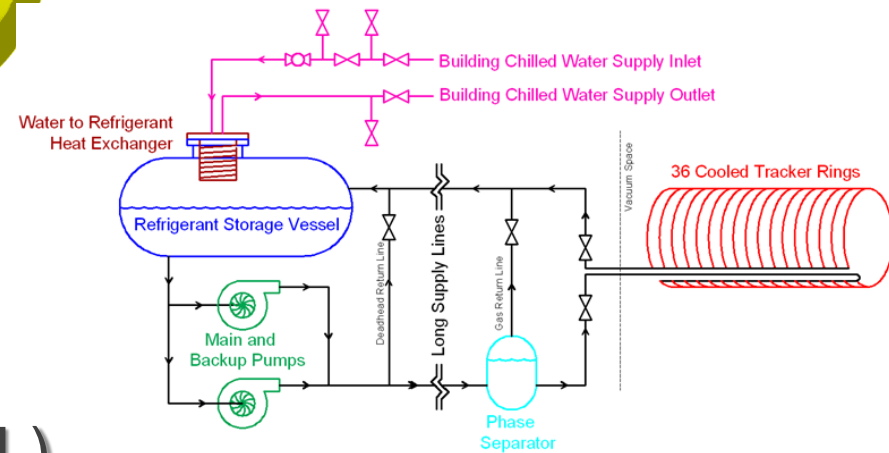 Building Chilled Water Supply Inlet
Building Chilled Water Supply Outlet
Water to Refrigerant
Heat Exchanger
Vacuum Space
36 Cooled Tracker Rings
Refrigerant Storage Vessel
Deadhead Return Line
Long Supply Lines
Gas Return Line
Main and
Backup Pumps
Phase
Separator